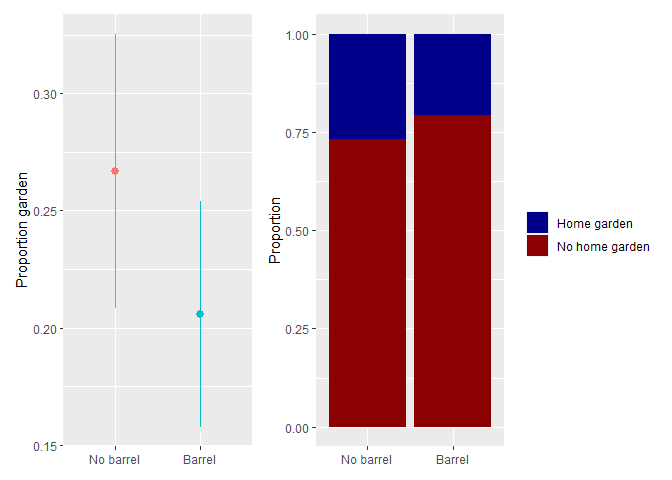 Proportion garden
0.30
0.25
0.20
0.15
No barrel
Barrel
Proportion
1.00
0.75
0.50
0.25
0.00
No barrel
Barrel
Home garden
No home garden